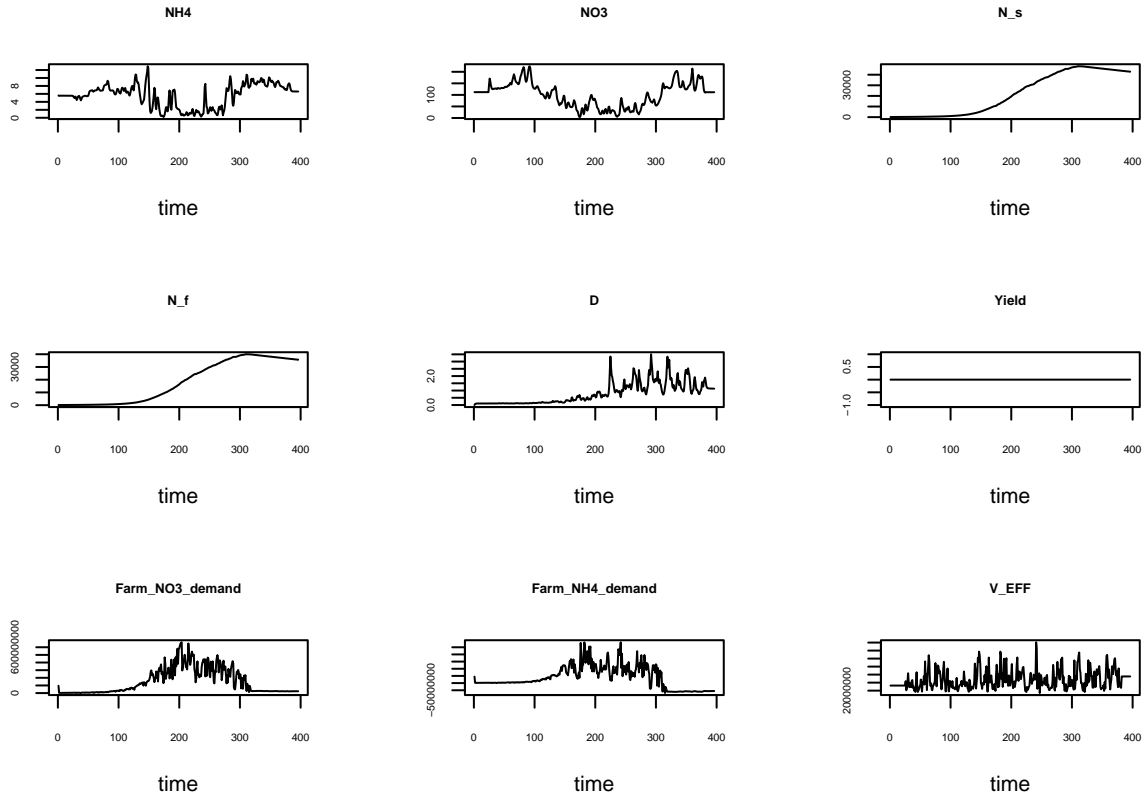 NH4 NO3 N_s
0 4 8
0 100
0 30000
0 100 200 300 400 0 100 200 300 400 0 100 200 300 400
time time time
N_f D Yield
0 30000
0.0 2.0
−1.0 0.5
0 100 200 300 400 0 100 200 300 400 0 100 200 300 400
time time time
Farm_NO3_demand Farm_NH4_demand V_EFF
0
−50000000
20000000
0 100 200 300 400 0 100 200 300 400 0 100 200 300 400
time time time